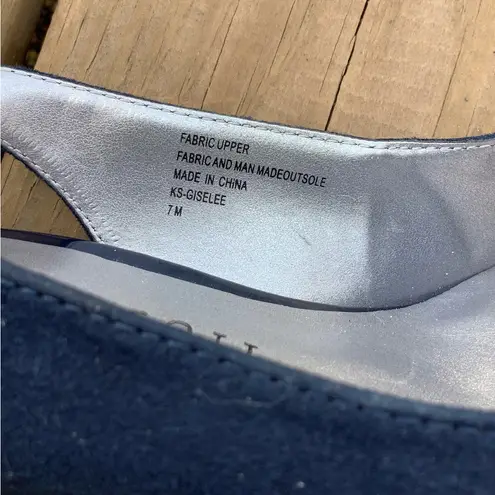 FABRIC UPPER
FABRIC AND MAN MADEOUTSOLE
MADE IN CHiNA
KS-GISELEE
7 M